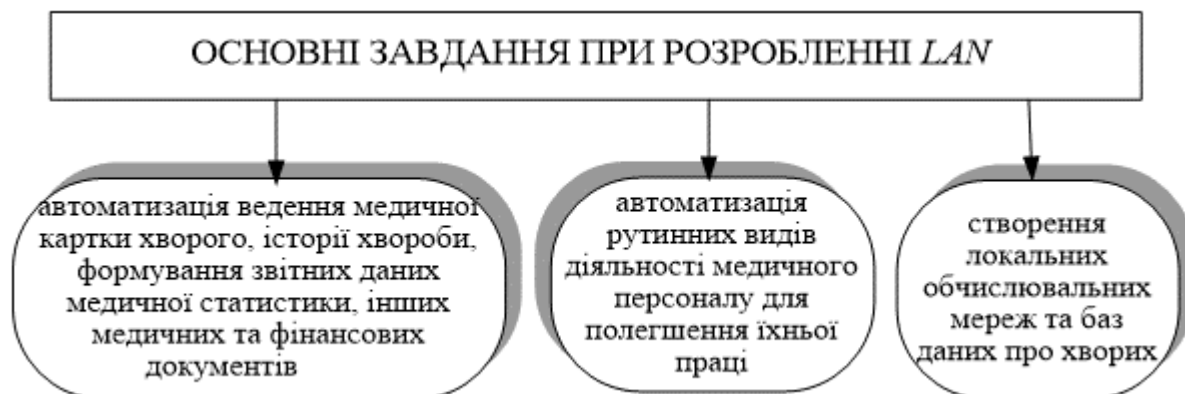 ОСНОВНІ ЗАВДАННЯ ПРИ РОЗРОБЛЕННІ LAN
автоматизація ведення медичної
картки хворого, історії хвороби,
формування звітних даних
медичної статистики, інших
медичних та фінансових
документів
автоматизація
рутинних видів
діяльності медичного
персоналу для
полегшення їхньої
праці
створення
локальних
обчислювальних
мереж та баз
даних про хворих